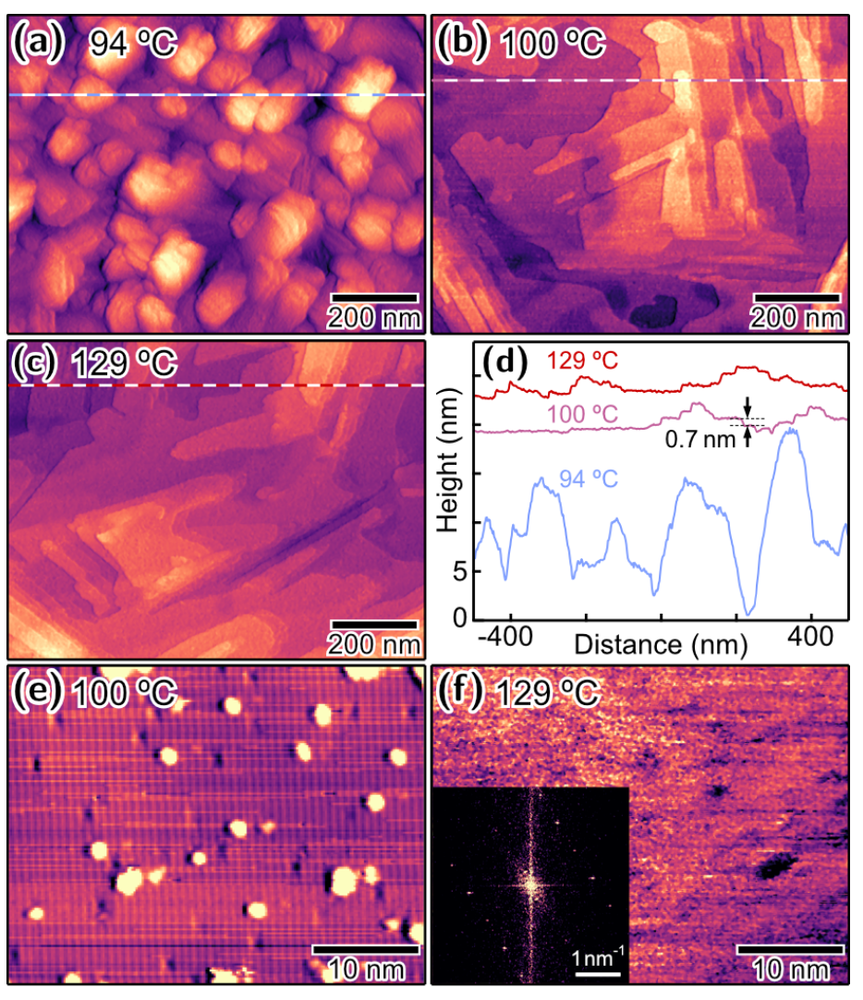 (a) 94 ºC
200 nm
(b) 100 ºC
200 nm
(c) 129 ºC
200 nm
(d)
129 ºC
100 ºC
0.7 nm
94 ºC
Height (nm)
5
0
-400 400
Distance (nm)
(e) 100 ºC
10 nm
(f) 129 ºC
1 nm⁻¹
10 nm